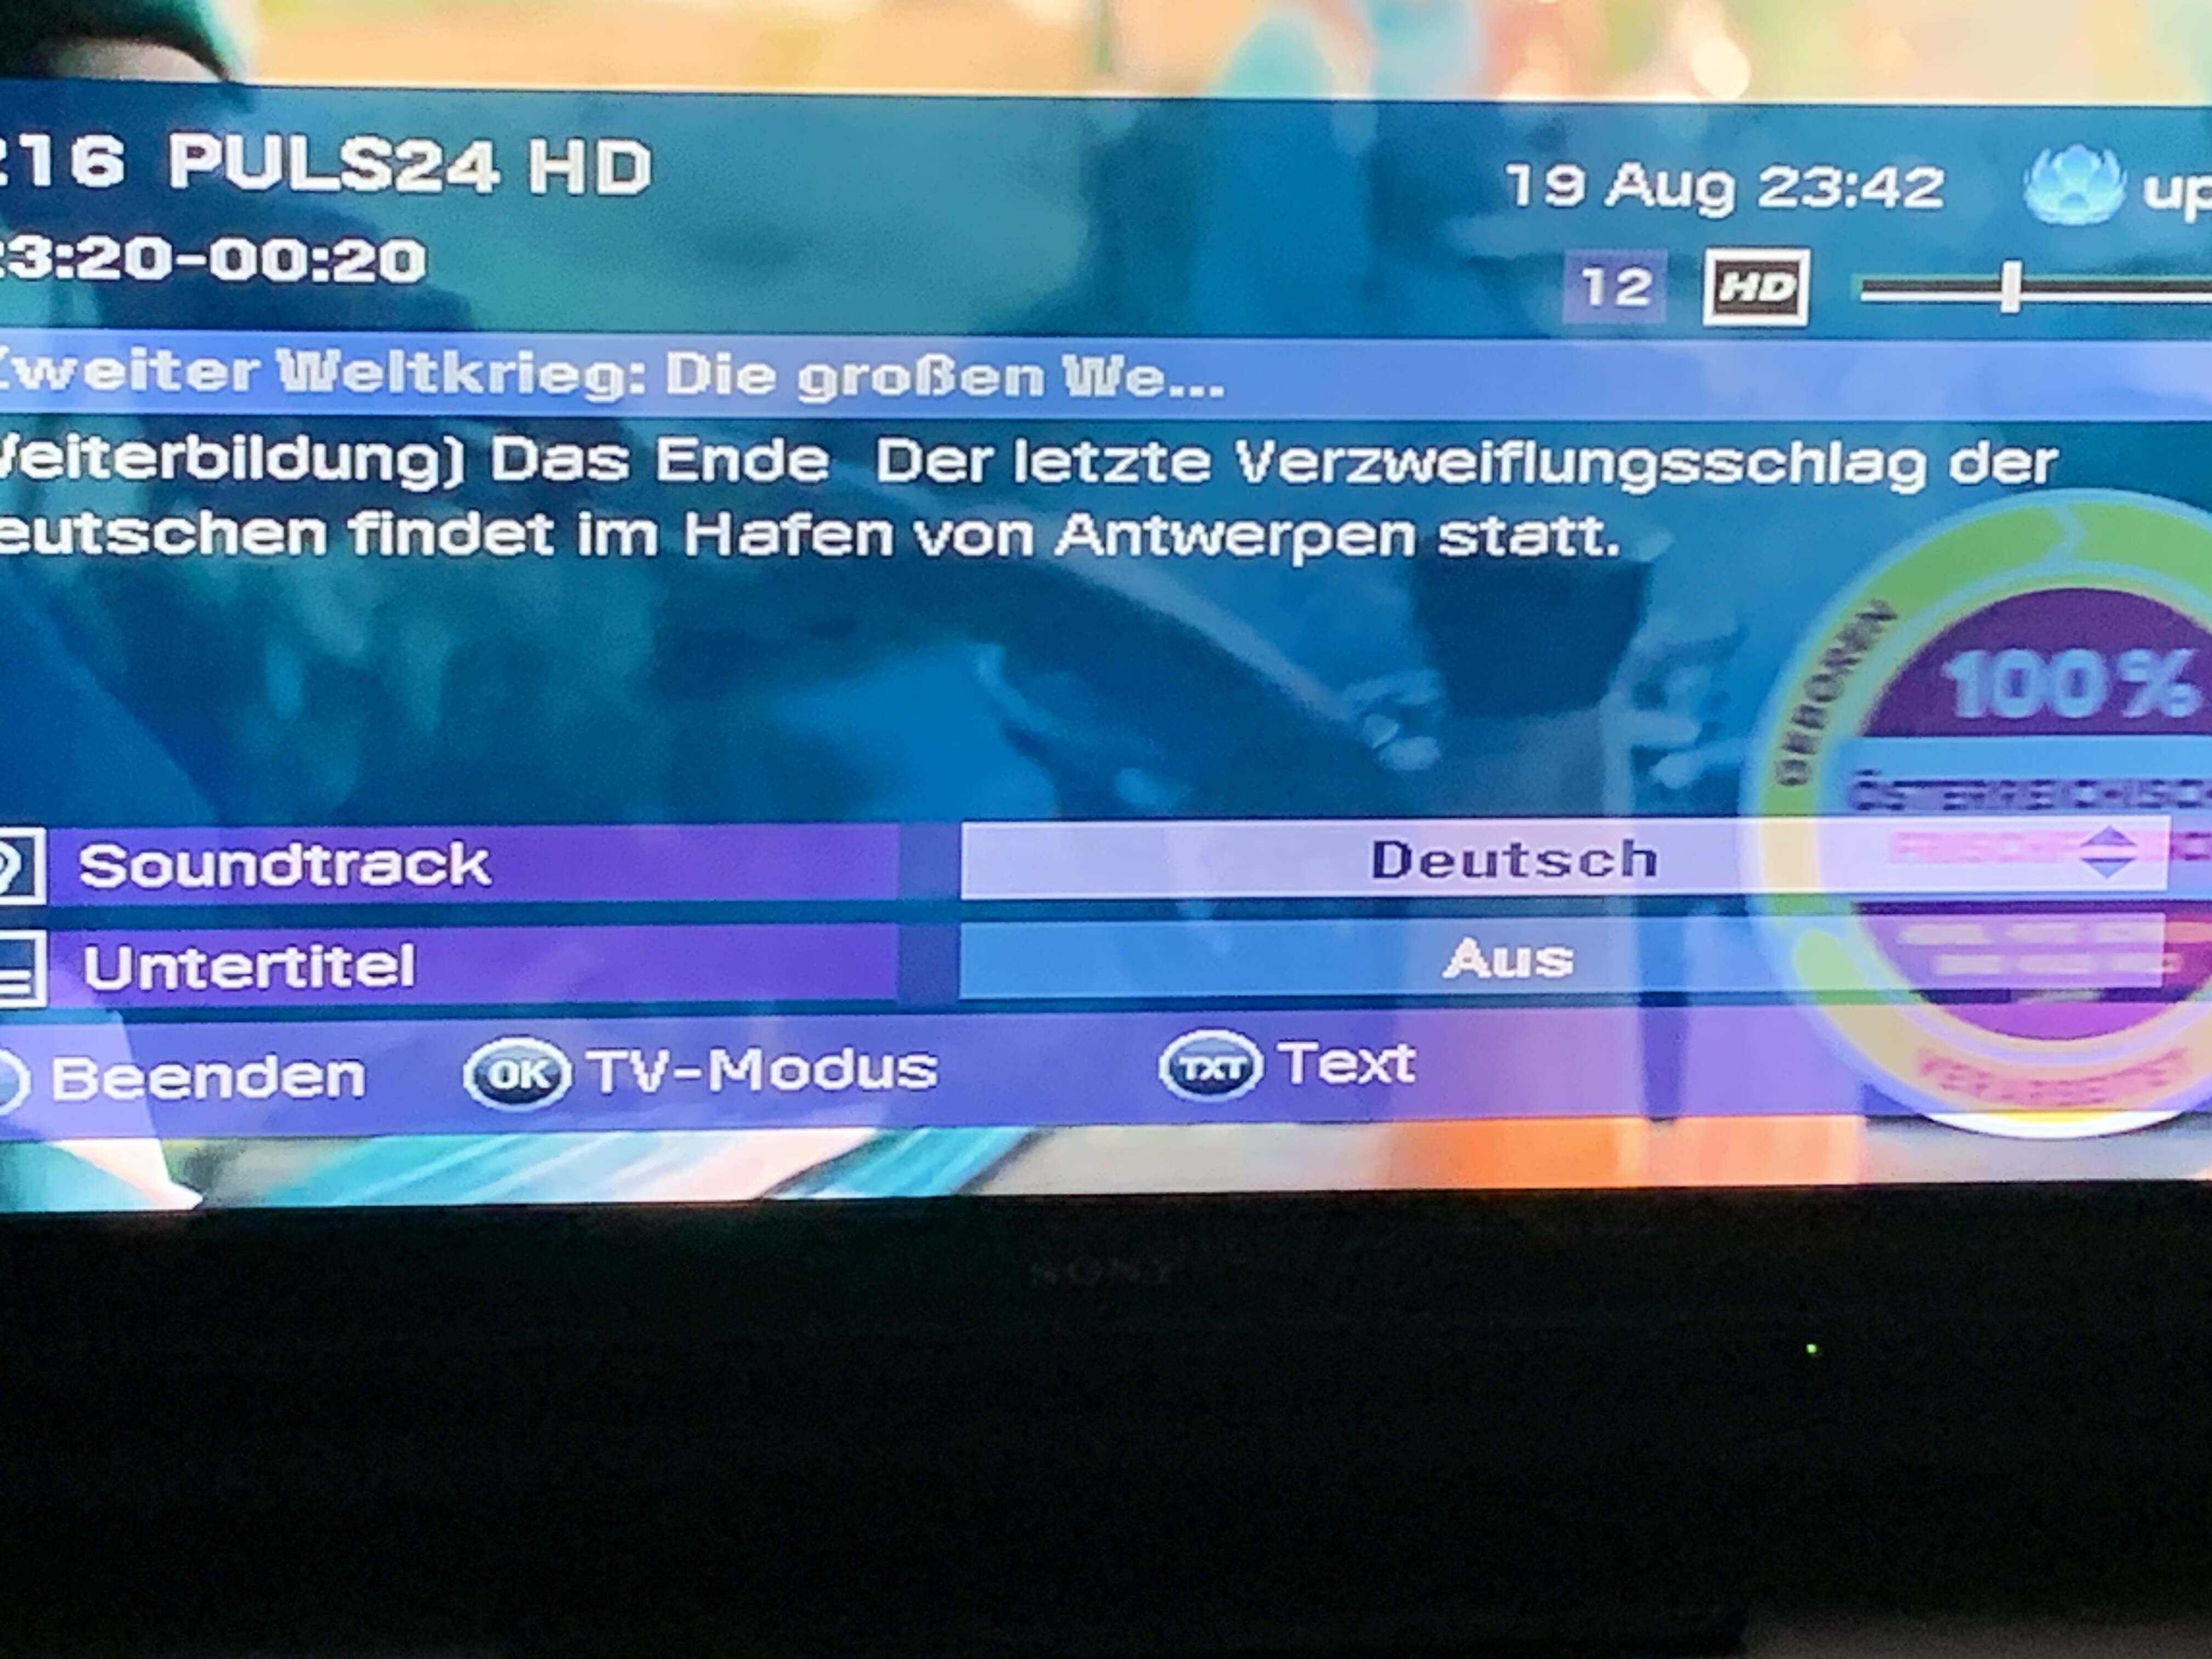 216 PULS24 HD
19 Aug 23:42
up
23:20-00:20
12 HD
Zweiter Weltkrieg: Die großen We...
Weiterbildung) Das Ende Der letzte Verzweiflungsschlag der
eutschen findet im Hafen von Antwerpen statt.
GEBOREN
100%
ÖSTERREICHISCH
Soundtrack Deutsch
Untertitel Aus
Beenden OK TV-Modus TXT Text
SONY